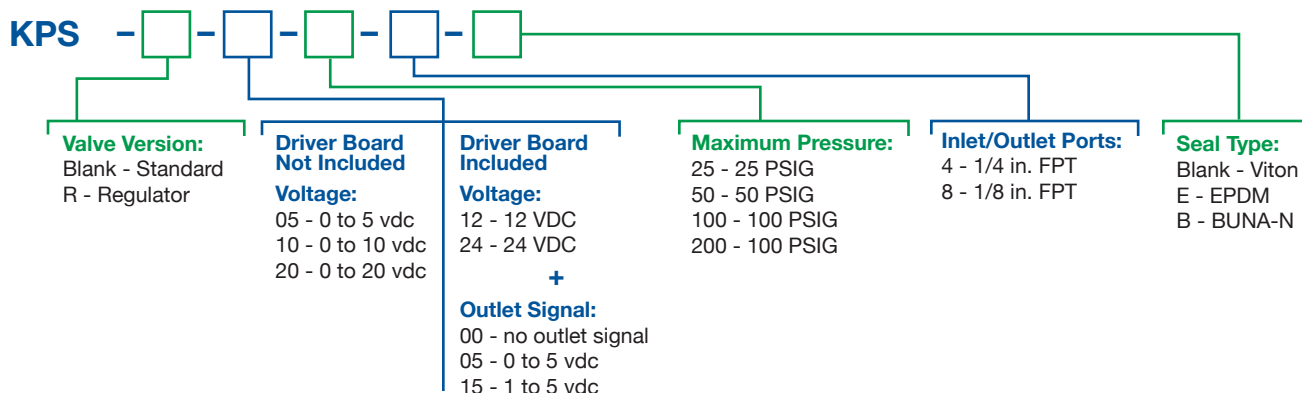 KPS - - - - -
Valve Version:
Blank - Standard
R - Regulator
Driver Board
Not Included
Voltage:
05 - 0 to 5 vdc
10 - 0 to 10 vdc
20 - 0 to 20 vdc
Driver Board
Included
Voltage:
12 - 12 VDC
24 - 24 VDC
+
Outlet Signal:
00 - no outlet signal
05 - 0 to 5 vdc
15 - 1 to 5 vdc
Maximum Pressure:
25 - 25 PSIG
50 - 50 PSIG
100 - 100 PSIG
200 - 100 PSIG
Inlet/Outlet Ports:
4 - 1/4 in. FPT
8 - 1/8 in. FPT
Seal Type:
Blank - Viton
E - EPDM
B - BUNA-N